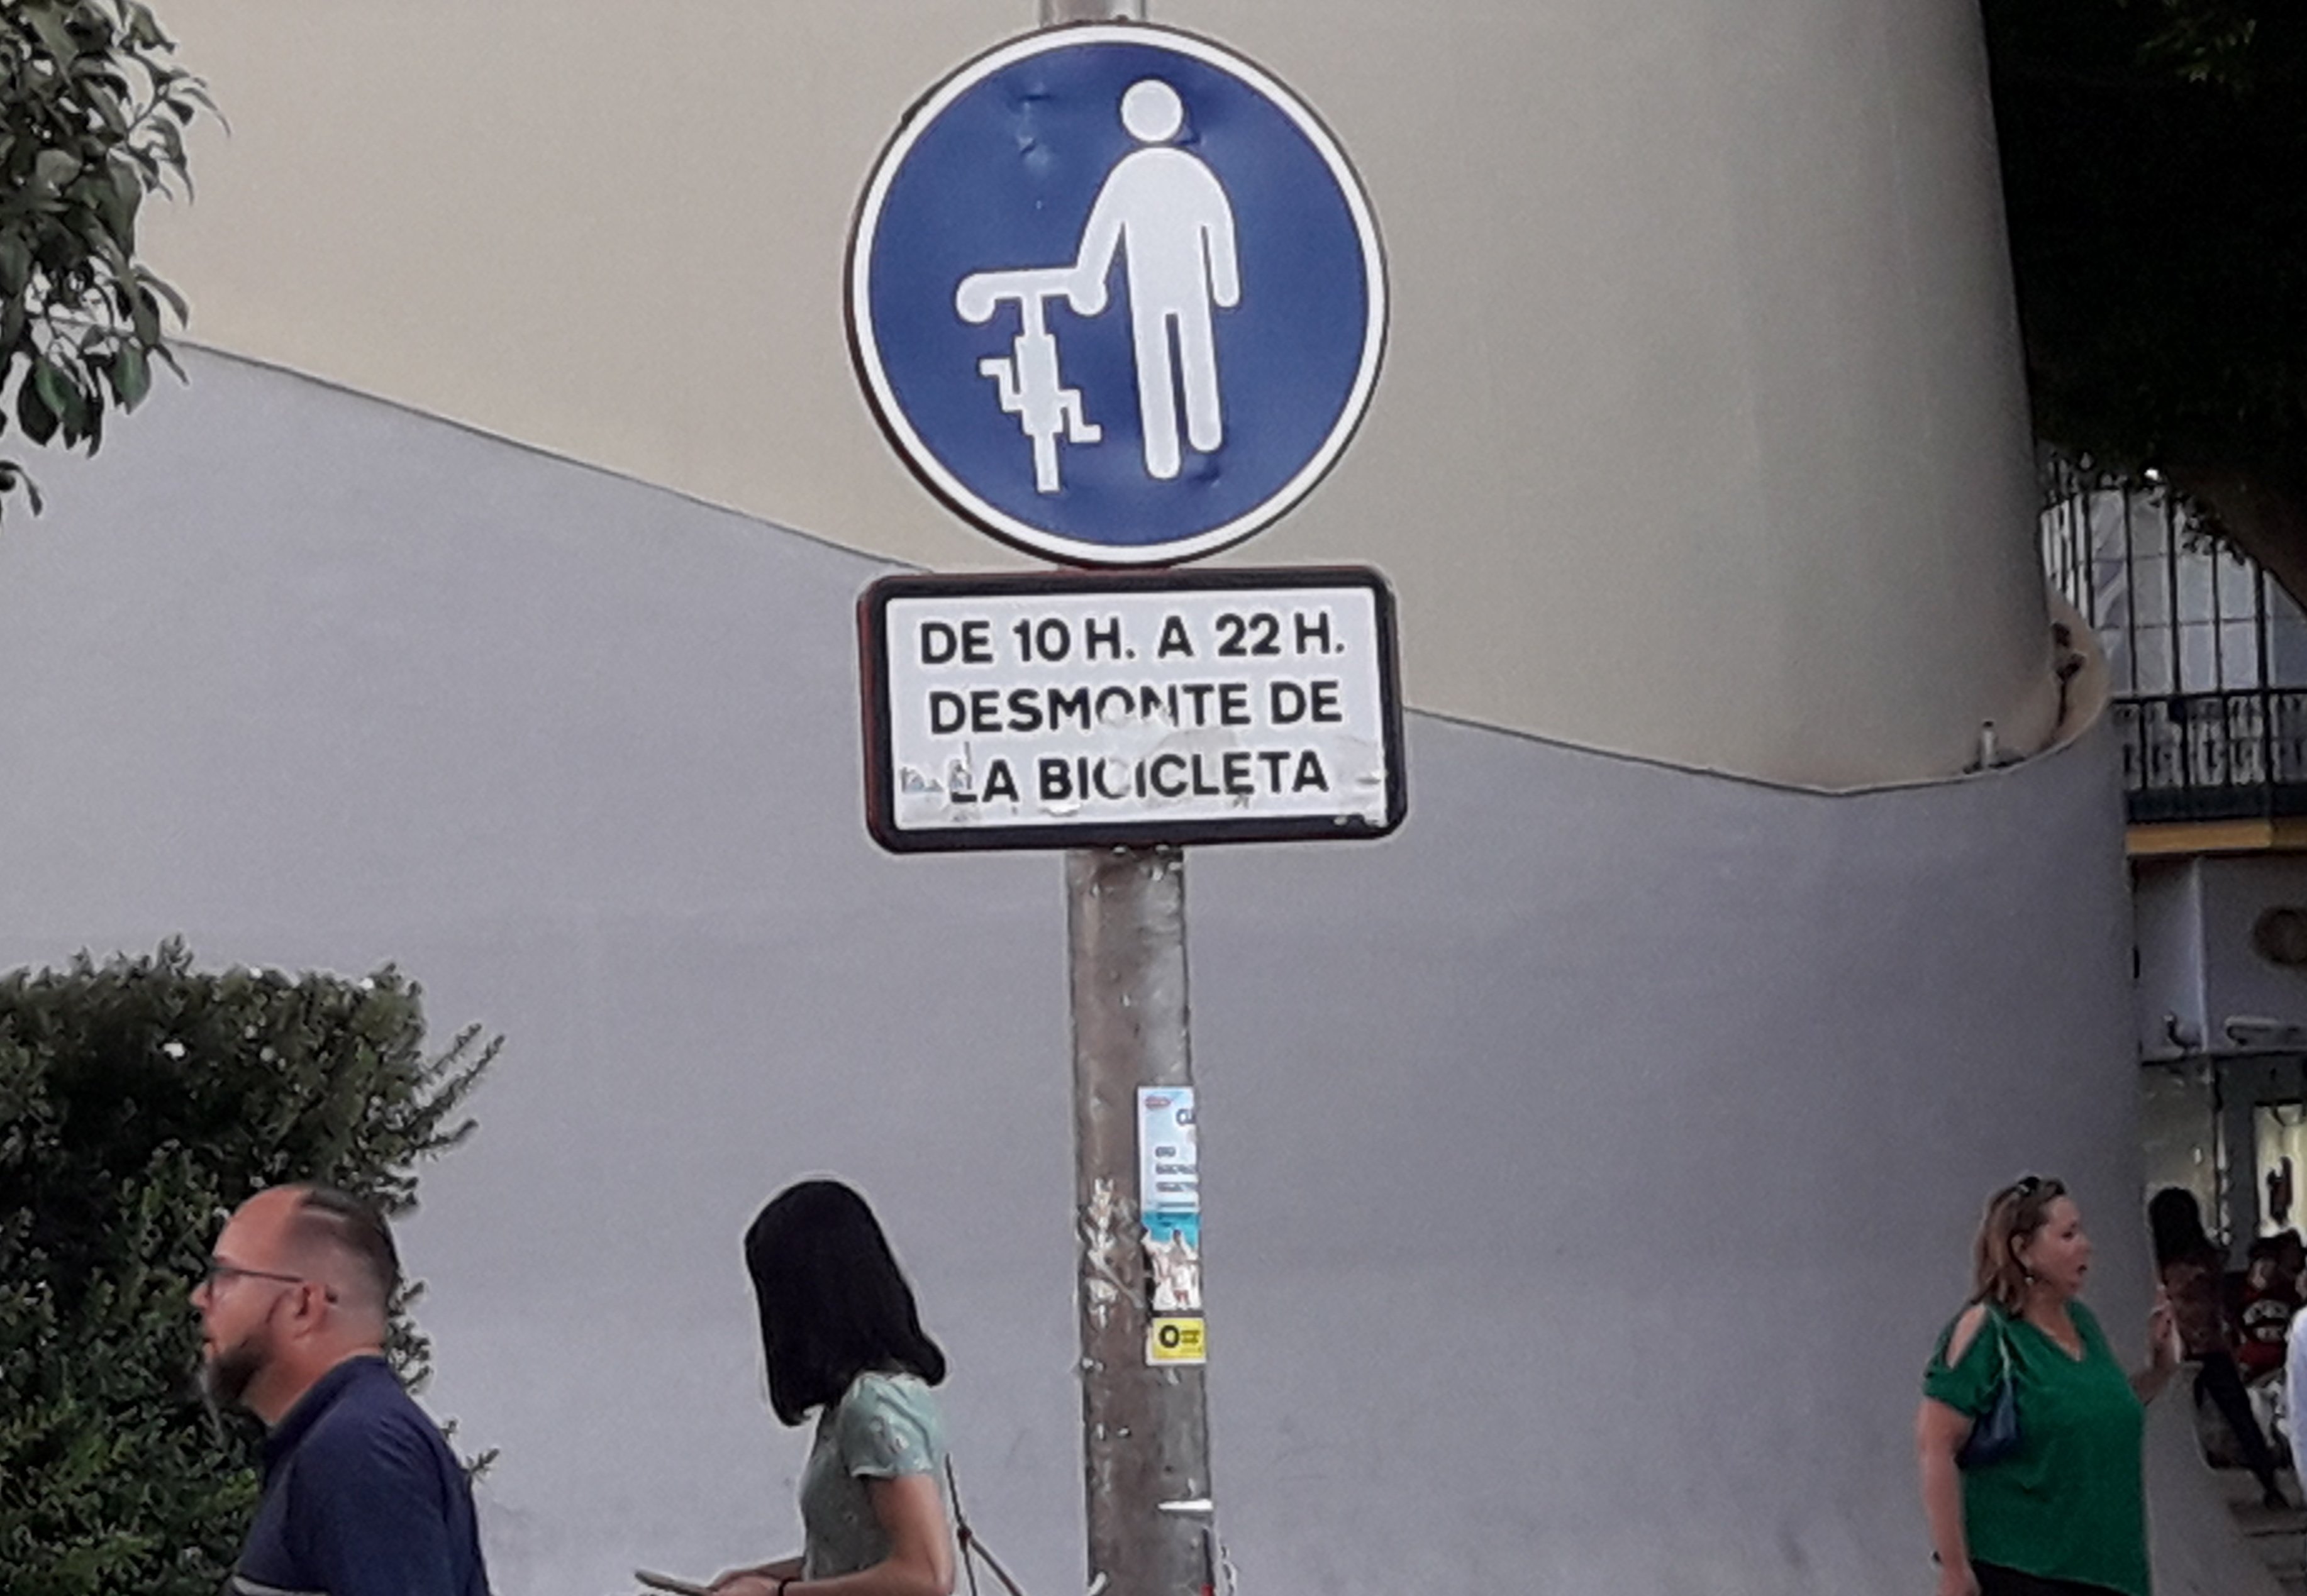 DE 10 H. A 22 H.
DESMONTE DE
LA BICICLETA